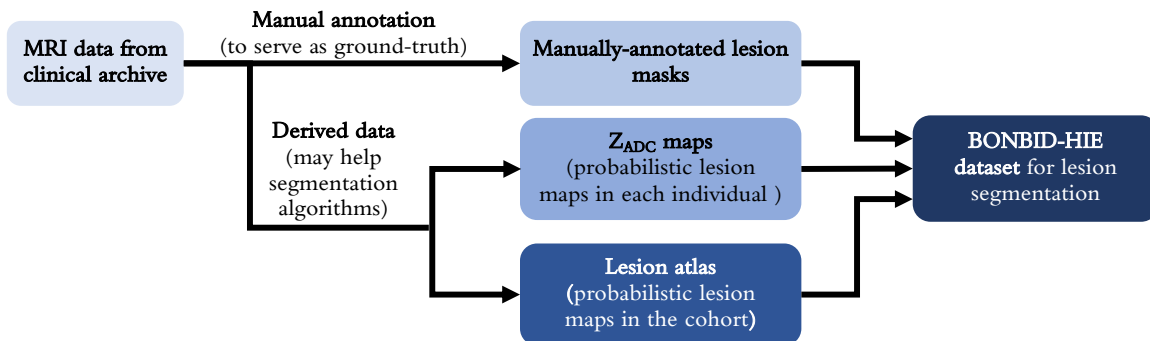 MRI data from
clinical archive
Manual annotation
(to serve as ground-truth)
Manually-annotated lesion
masks
Derived data
(may help
segmentation
algorithms)
Z_ADC maps
(probabilistic lesion
maps in each individual )
Lesion atlas
(probabilistic lesion
maps in the cohort)
BONBID-HIE
dataset for lesion
segmentation